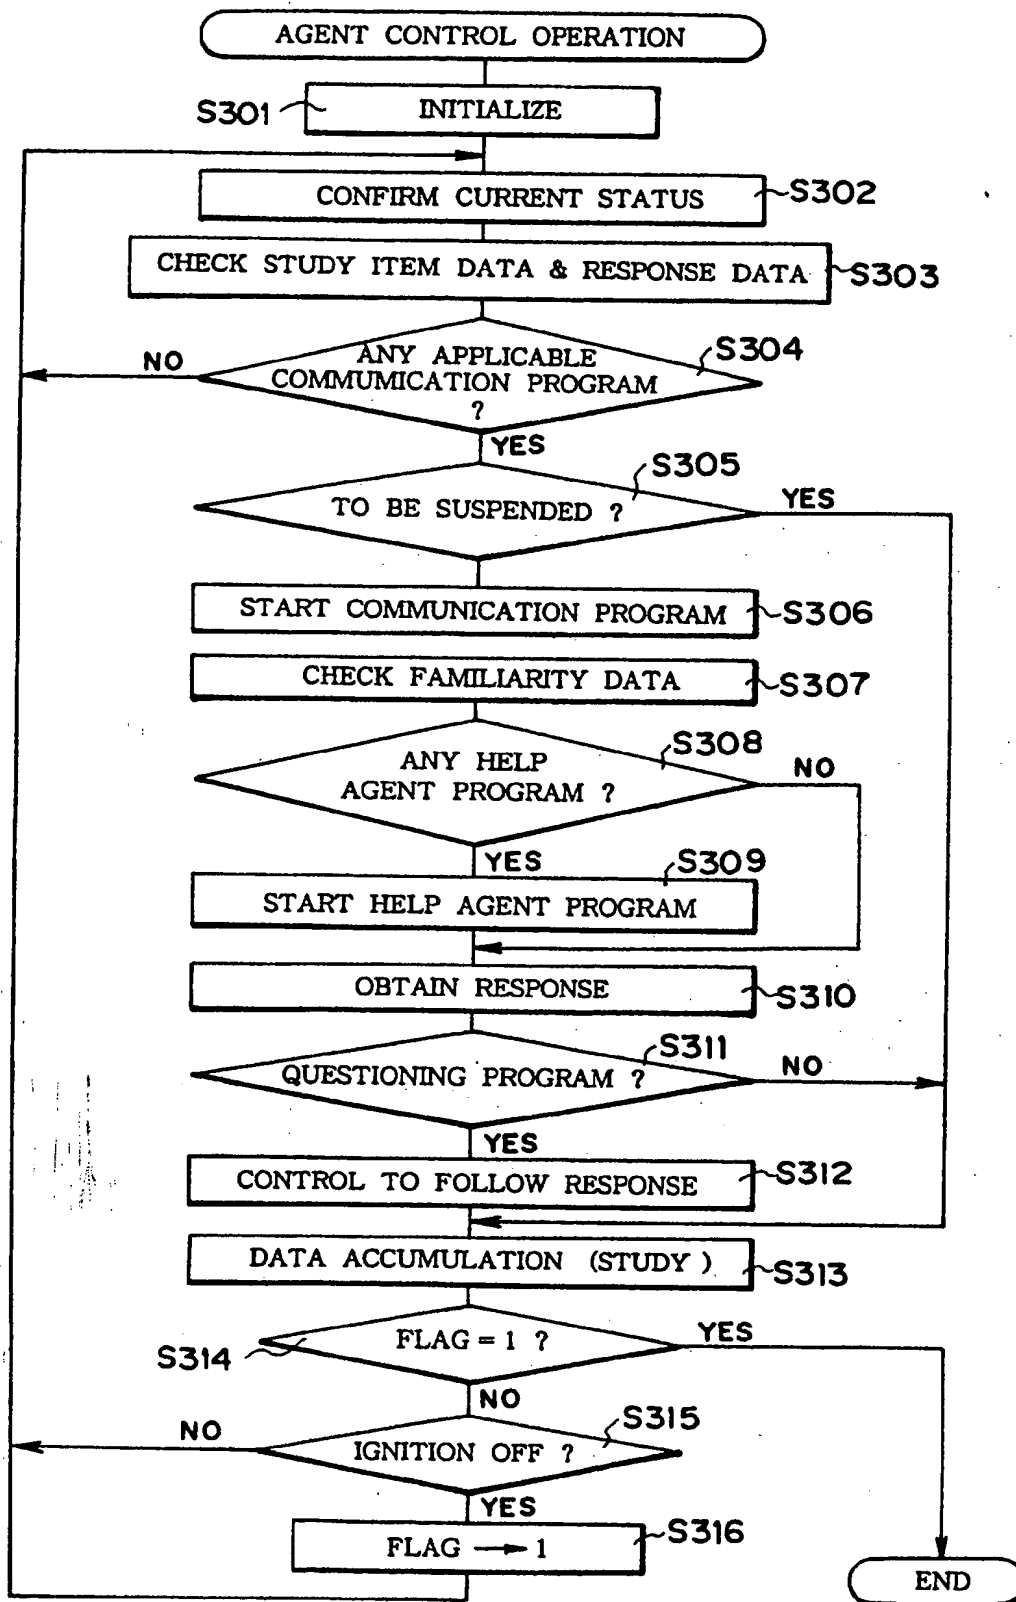 AGENT CONTROL OPERATION
S301
INITIALIZE
CONFIRM CURRENT STATUS
S302
CHECK STUDY ITEM DATA & RESPONSE DATA
S303
S304
NO
ANY APPLICABLE
COMMUMICATION PROGRAM
?
YES
S305
TO BE SUSPENDED ?
YES
START COMMUNICATION PROGRAM
S306
CHECK FAMILIARITY DATA
S307
S308
ANY HELP
AGENT PROGRAM ?
NO
YES
S309
START HELP AGENT PROGRAM
OBTAIN RESPONSE
S310
S311
QUESTIONING PROGRAM ?
NO
YES
CONTROL TO FOLLOW RESPONSE
S312
DATA ACCUMULATION (STUDY )
S313
S314
FLAG = 1 ?
YES
NO
S315
NO
IGNITION OFF ?
YES
FLAG → 1
S316
END